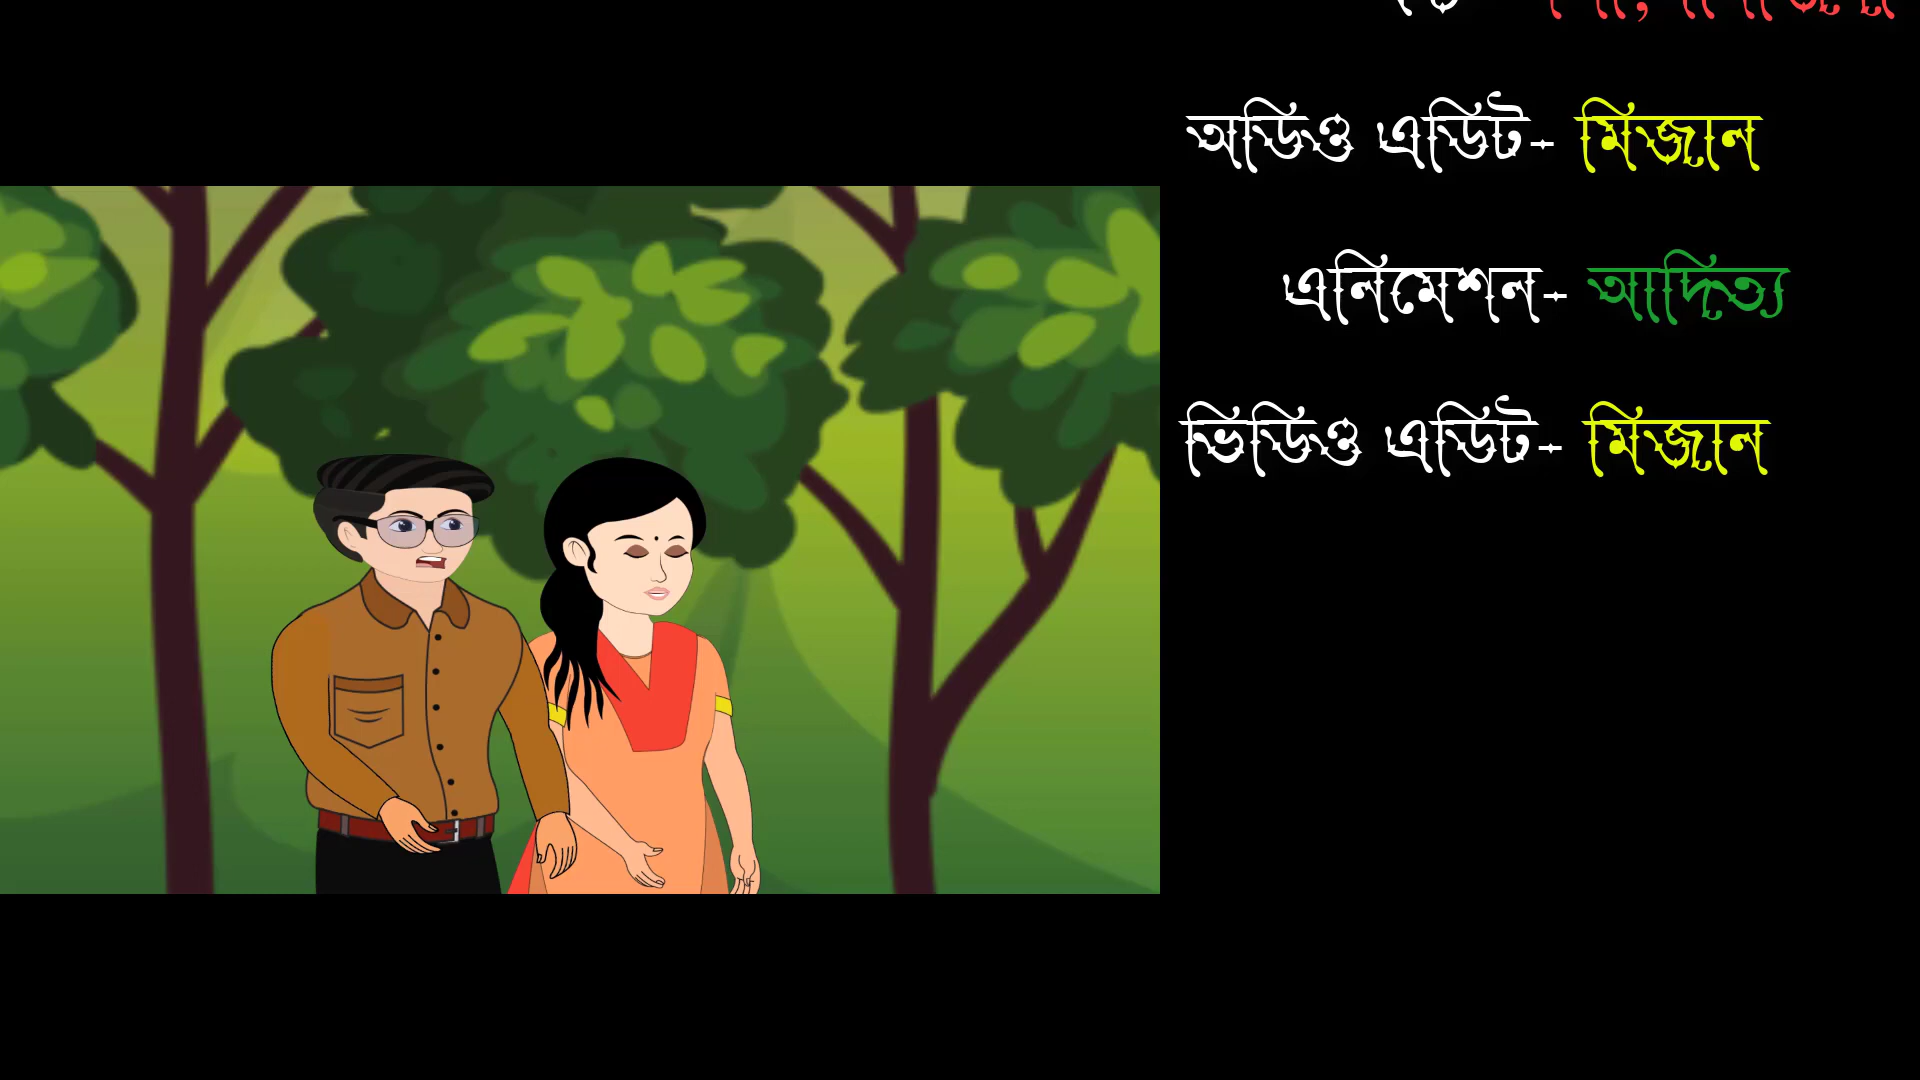 অডিও এডিট- মিজান
এনিমেশন- আদিত্য
ভিডিও এডিট- মিজান